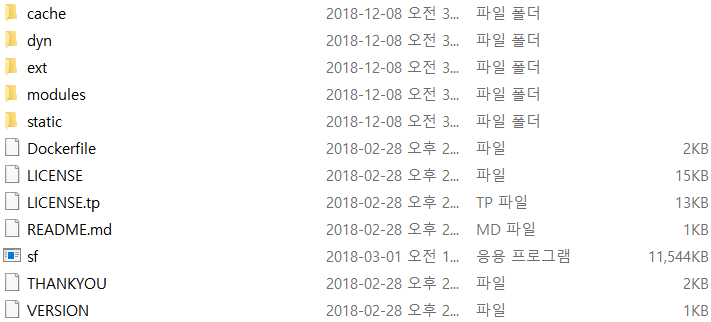 cache 2018-12-08 오전 3... 파일 폴더
dyn 2018-12-08 오전 3... 파일 폴더
ext 2018-12-08 오전 3... 파일 폴더
modules 2018-12-08 오전 3... 파일 폴더
static 2018-12-08 오전 3... 파일 폴더
Dockerfile 2018-02-28 오후 2... 파일 2KB
LICENSE 2018-02-28 오후 2... 파일 15KB
LICENSE.tp 2018-02-28 오후 2... TP 파일 13KB
README.md 2018-02-28 오후 2... MD 파일 1KB
sf 2018-03-01 오전 1... 응용 프로그램 11,544KB
THANKYOU 2018-02-28 오후 2... 파일 2KB
VERSION 2018-02-28 오후 2... 파일 1KB